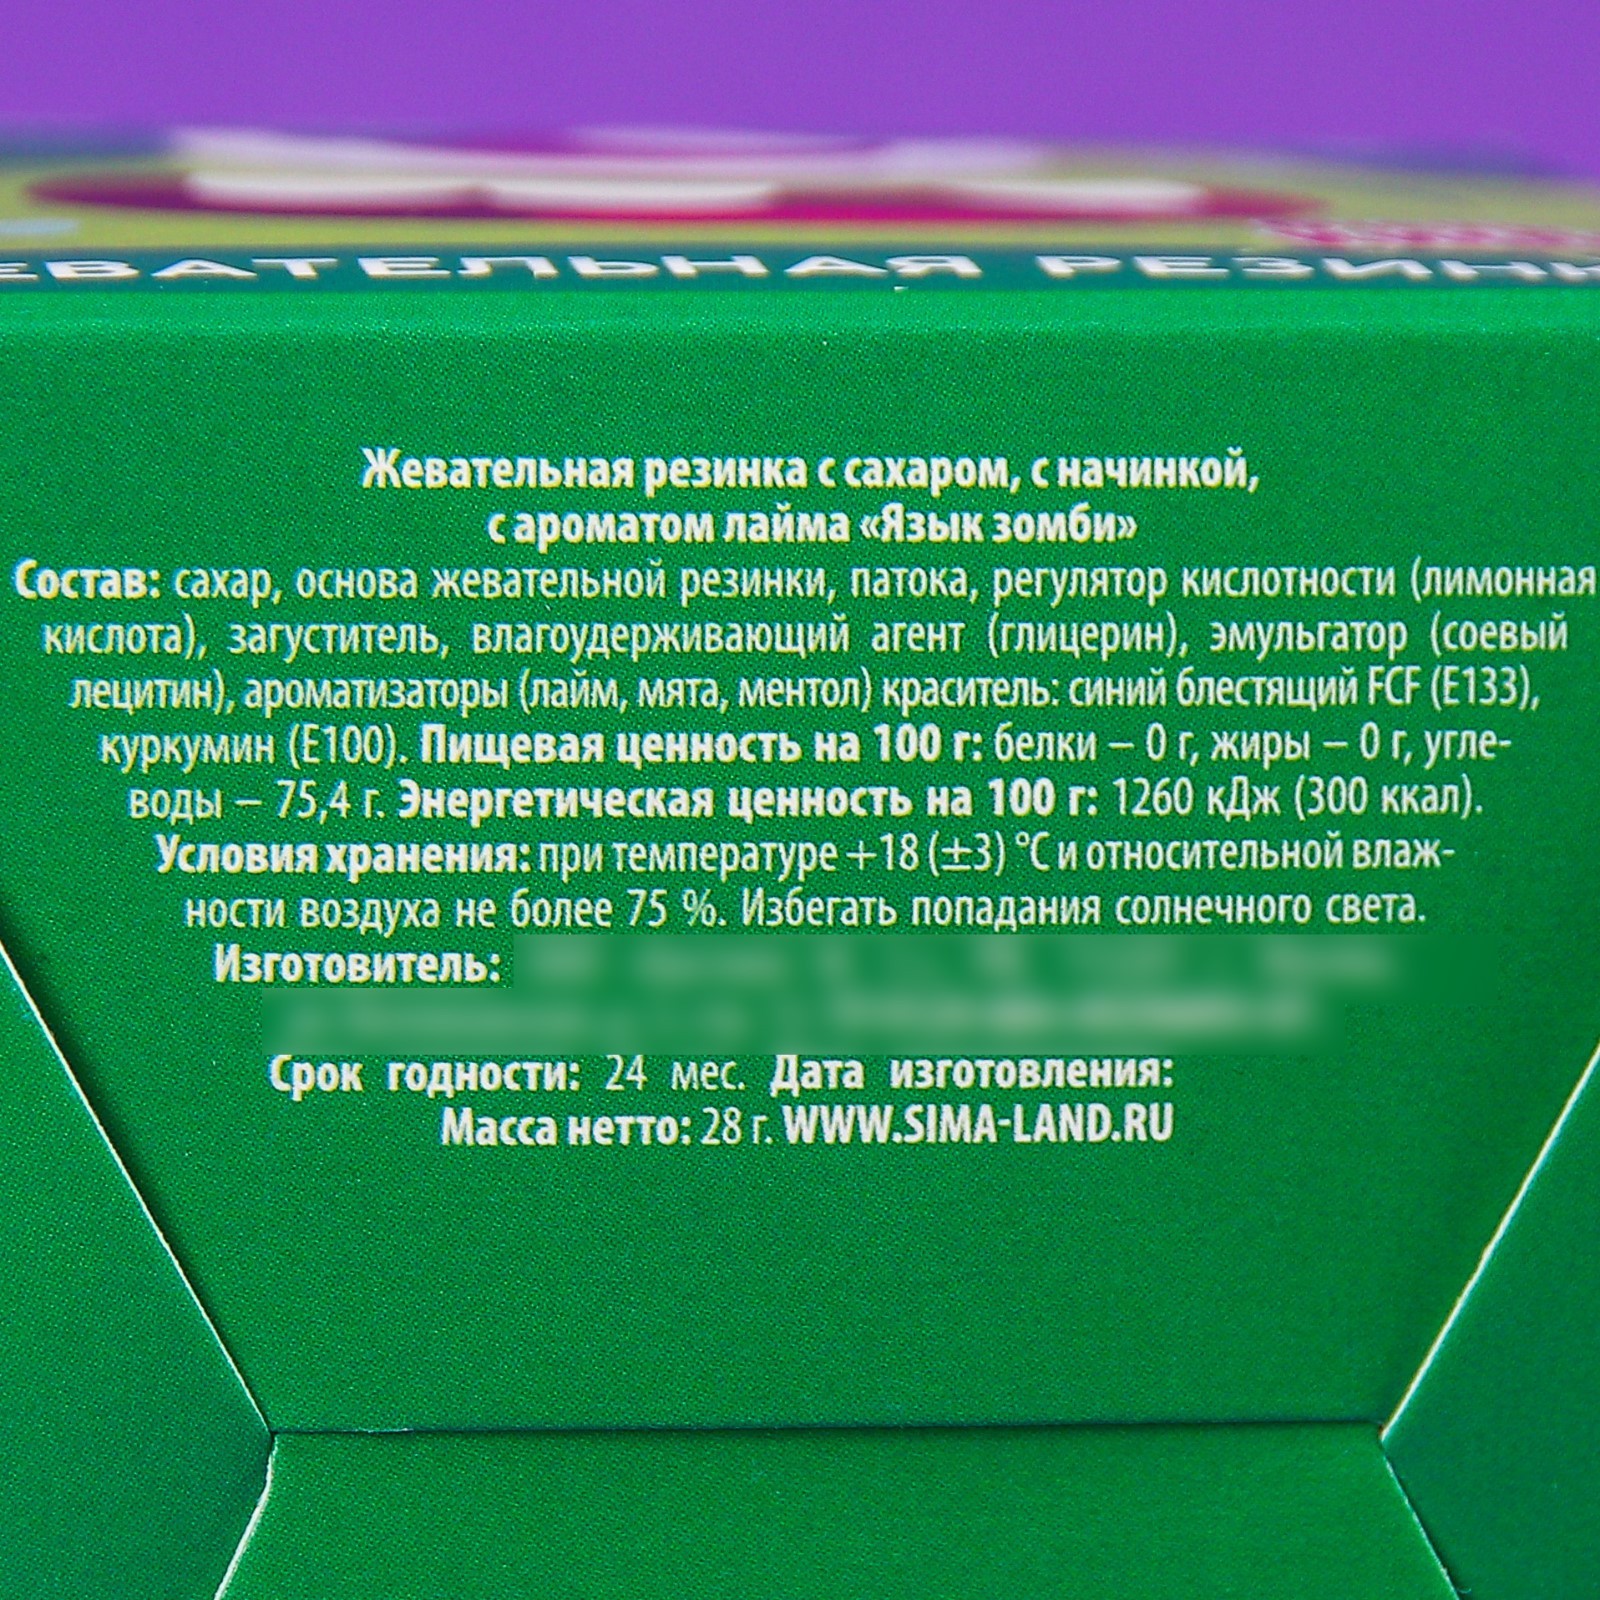 ЕВАТЕЛЬНАЯ РЕЗИНК
Жевательная резинка с сахаром, с начинкой,
с ароматом лайма «Язык зомби»
Состав: сахар, основа жевательной резинки, патока, регулятор кислотности (лимонная
кислота), загуститель, влагоудерживающий агент (глицерин), эмульгатор (соевый
лецитин), ароматизаторы (лайм, мята, ментол) краситель: синий блестящий FCF (Е133),
куркумин (Е100). Пищевая ценность на 100 г: белки – 0 г, жиры – 0 г, угле-
воды – 75,4 г. Энергетическая ценность на 100 г: 1260 кДж (300 ккал).
Условия хранения: при температуре +18 (±3) °С и относительной влаж-
ности воздуха не более 75 %. Избегать попадания солнечного света.
Изготовитель:
Срок годности: 24 мес. Дата изготовления:
Масса нетто: 28 г. WWW.SIMA-LAND.RU